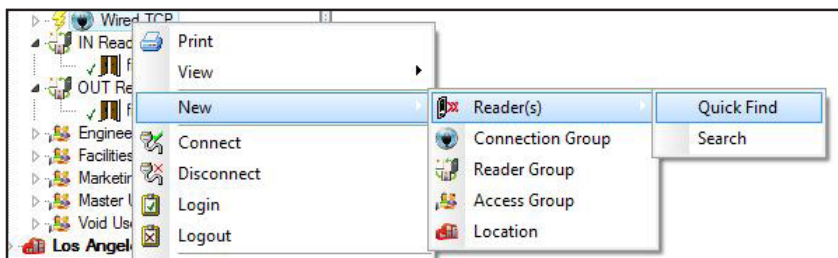 Wired TCP
IN Read
OUT Re
Enginee
Facilities
Marketin
Master U
Void Use
Los Angel
Print
View
New
Connect
Disconnect
Login
Logout
Reader(s)
Connection Group
Reader Group
Access Group
Location
Quick Find
Search